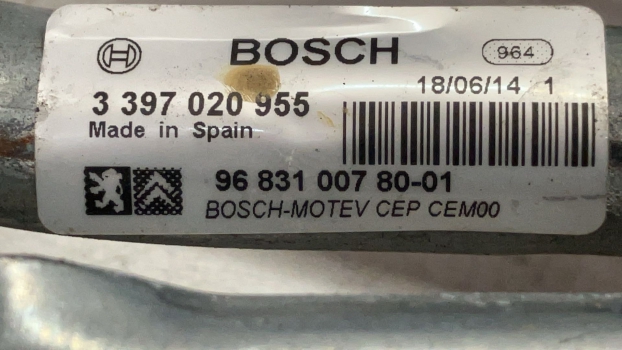 BOSCH 964
18/06/14 1
3 397 020 955
Made in Spain
96 831 007 80-01
BOSCH-MOTEV CEP CEM00